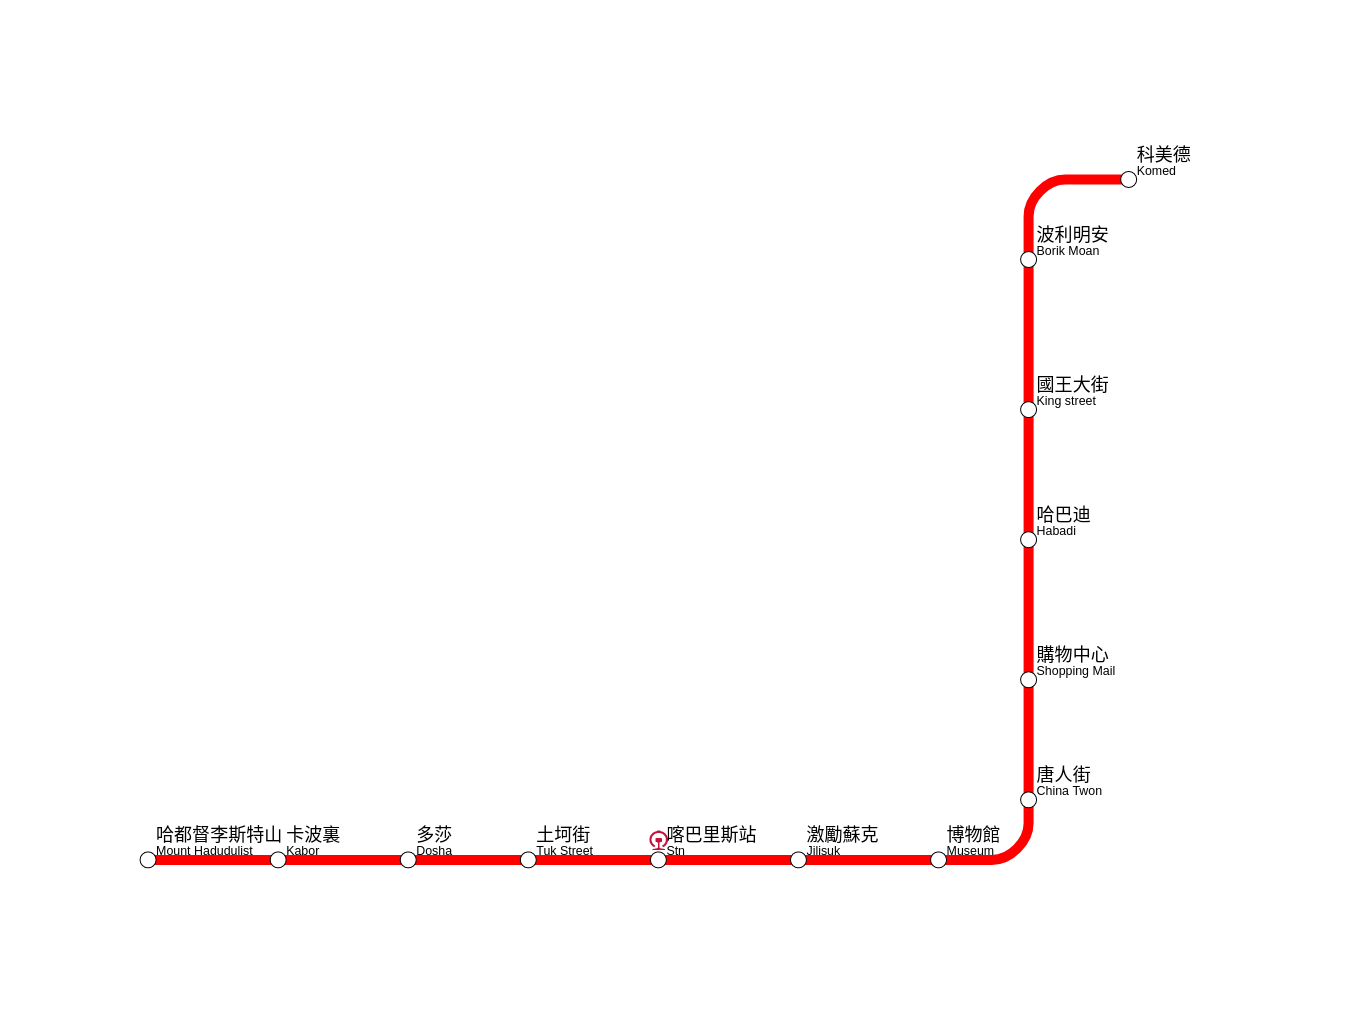 科美德
Komed
波利明安
Borik Moan
國王大街
King street
哈巴迪
Habadi
購物中心
Shopping Mail
唐人街
China Twon
哈都督李斯特山
Mount Hadudulist
卡波裏
Kabor
多莎
Dosha
土坷街
Tuk Street
喀巴里斯站
Stn
激勵蘇克
Jilisuk
博物館
Museum